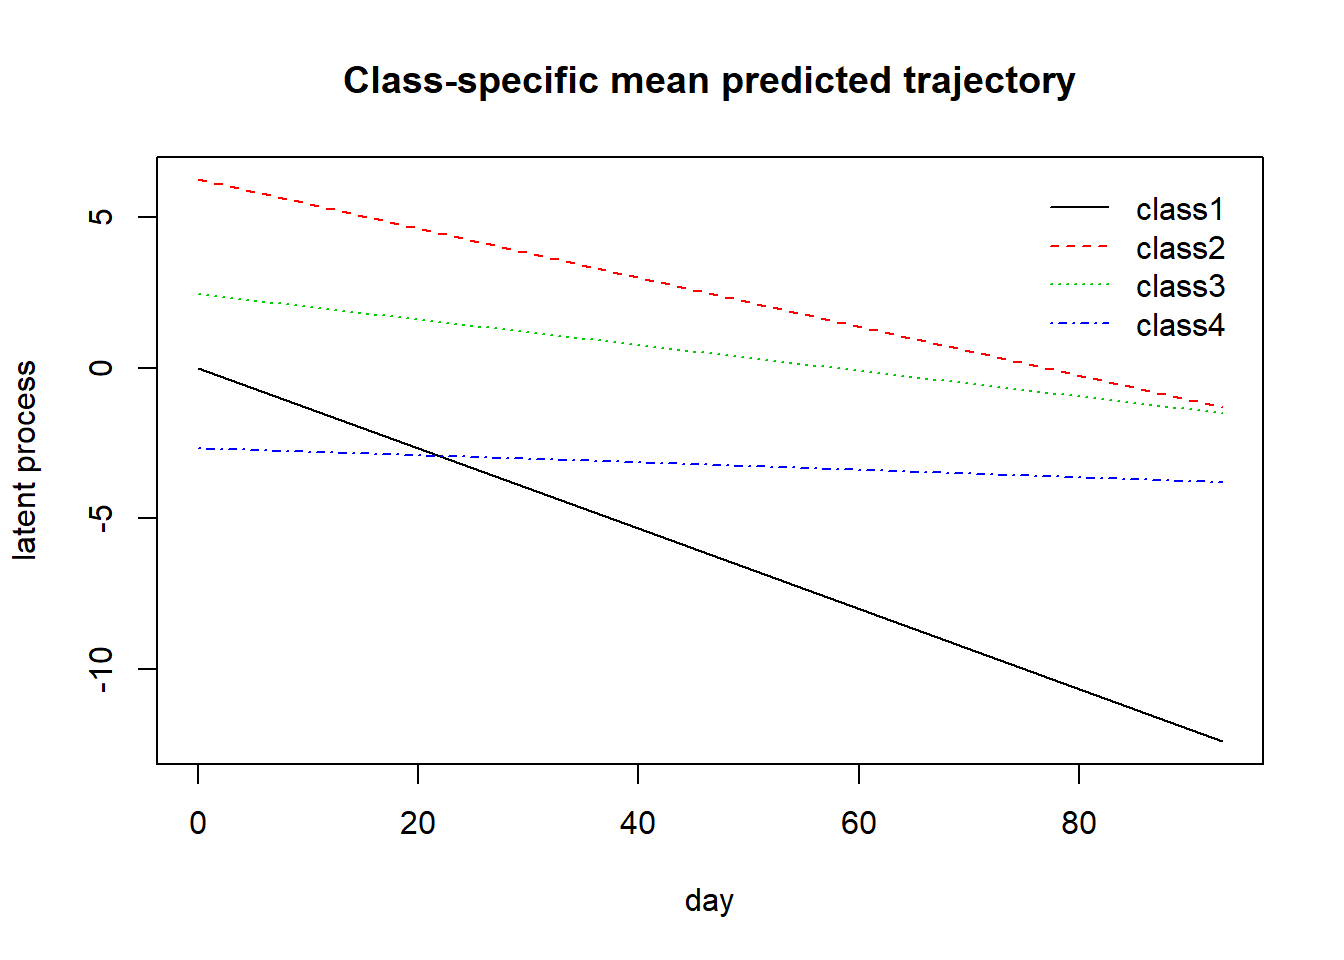 Class-specific mean predicted trajectory
class1
class2
class3
class4
5
0
-5
-10
latent process
0 20 40 60 80
day